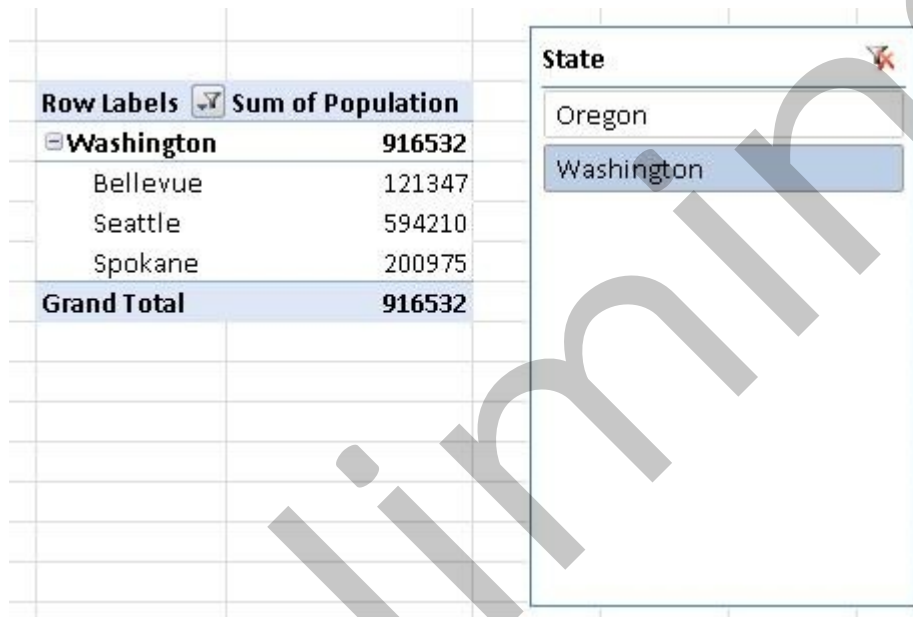 Row Labels Sum of Population
Washington 916532
Bellevue 121347
Seattle 594210
Spokane 200975
Grand Total 916532
State
Oregon
Washington
limin